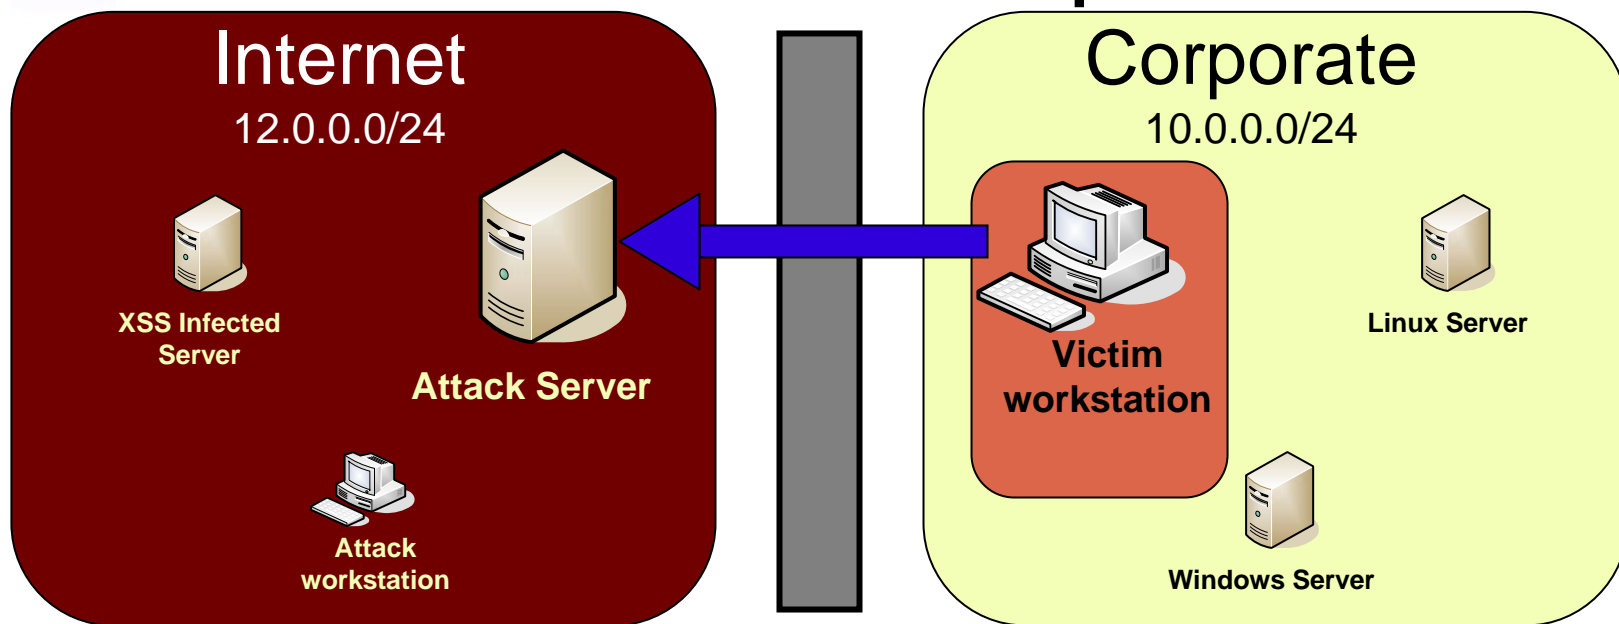 Internet
12.0.0.0/24
XSS Infected
Server
Attack Server
Attack
workstation
Corporate
10.0.0.0/24
Victim
workstation
Linux Server
Windows Server